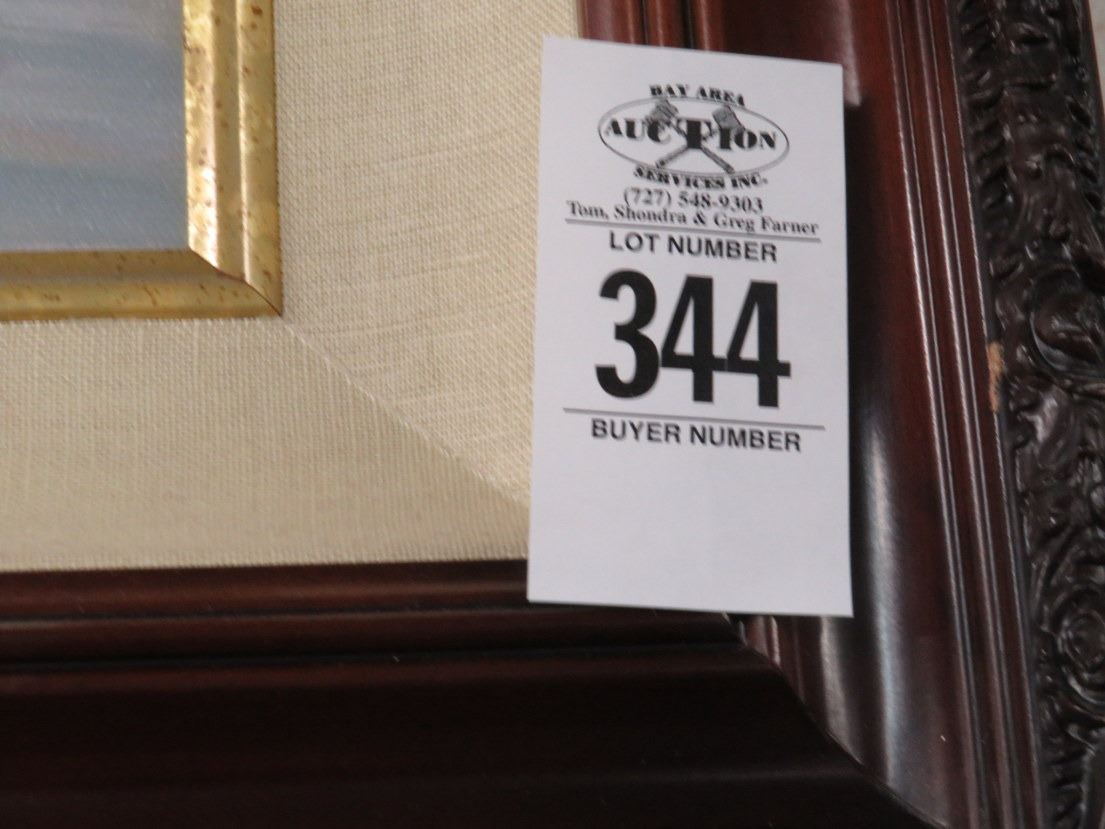 BAY AREA
AUCTION
SERVICES INC.
(727) 548-9303
Tom, Shondra & Greg Farner
LOT NUMBER
344
BUYER NUMBER